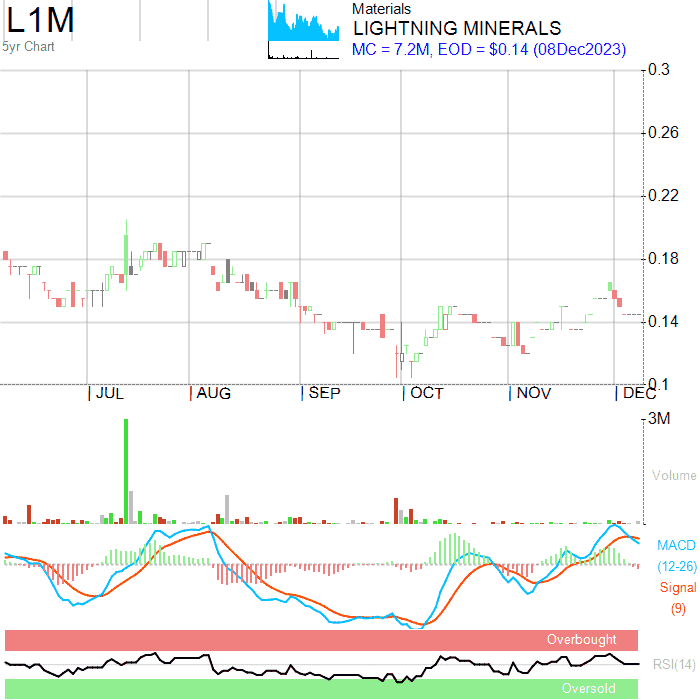 L1M
5yr Chart
Materials
LIGHTNING MINERALS
MC = 7.2M, EOD = $0.14 (08Dec2023)
0.3
0.26
0.22
0.18
0.14
0.1
JUL AUG SEP OCT NOV DEC
3M
Volume
MACD
(12-26)
Signal
(9)
Overbought
RSI(14)
Oversold